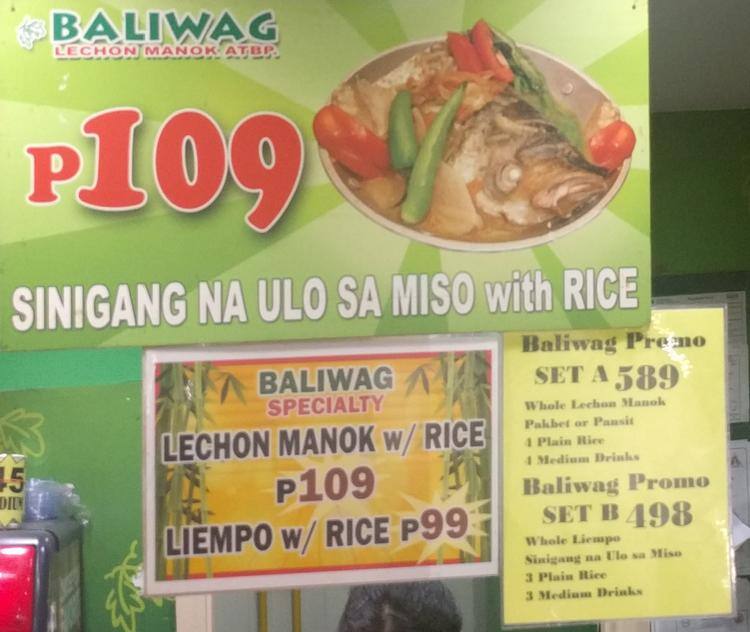 BALIWAG
LECHON MANOK ATBP.
P109
SINIGANG NA ULO SA MISO with RICE
BALIWAG
SPECIALTY
LECHON MANOK w/ RICE
P109
LIEMPO w/ RICE P99
Baliwag Promo
SET A 589
Whole Lechon Manok
Pakbet or Pansit
4 Plain Rice
4 Medium Drinks
Baliwag Promo
SET B 498
Whole Liempo
Sinigang na Ulo sa Miso
3 Plain Rice
3 Medium Drinks